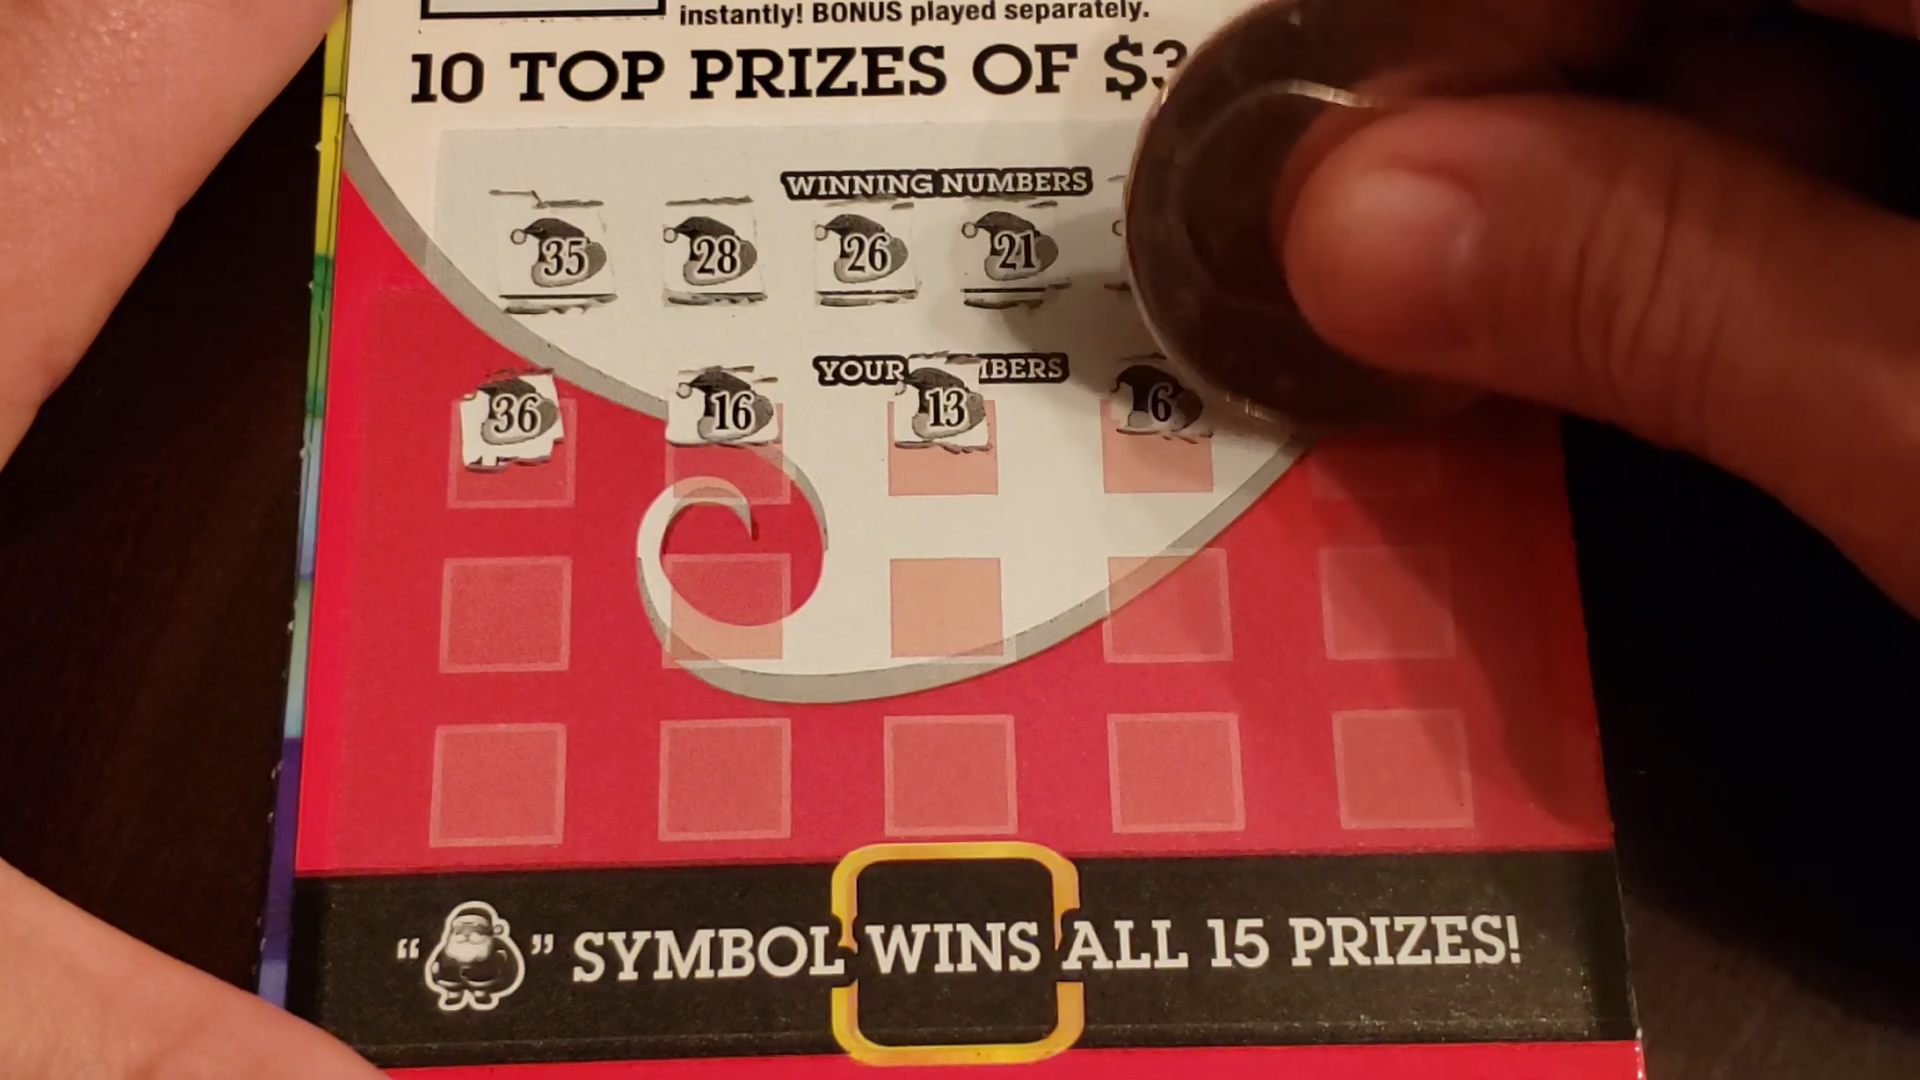 instantly! BONUS played separately.
10 TOP PRIZES OF $3
WINNING NUMBERS
35 28 26 21
YOUR MBERS
36 16 13 6
“ ” SYMBOL WINS ALL 15 PRIZES!